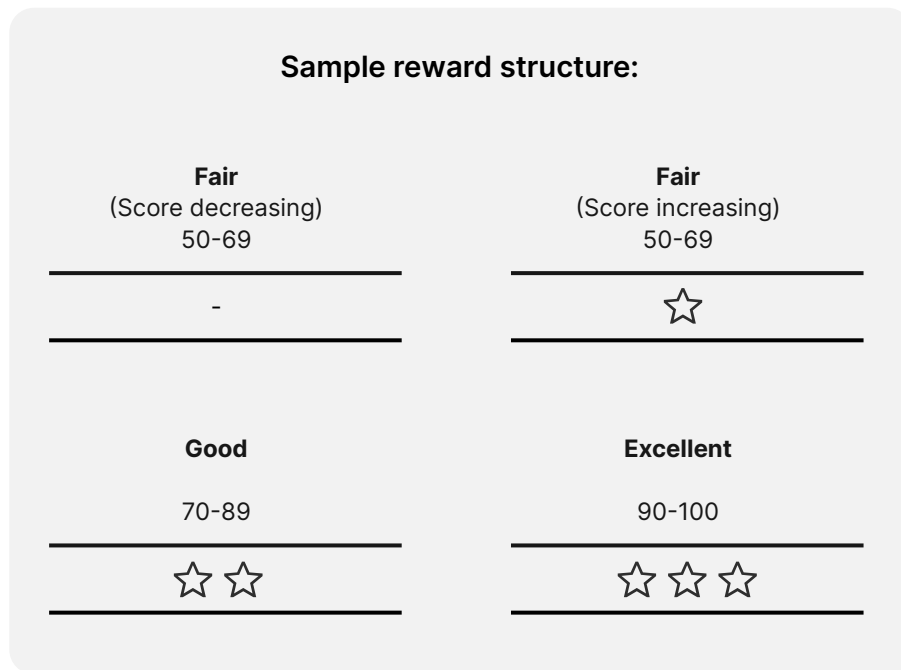 Sample reward structure:
Fair
(Score decreasing)
50-69
-
Fair
(Score increasing)
50-69
Good
70-89
Excellent
90-100